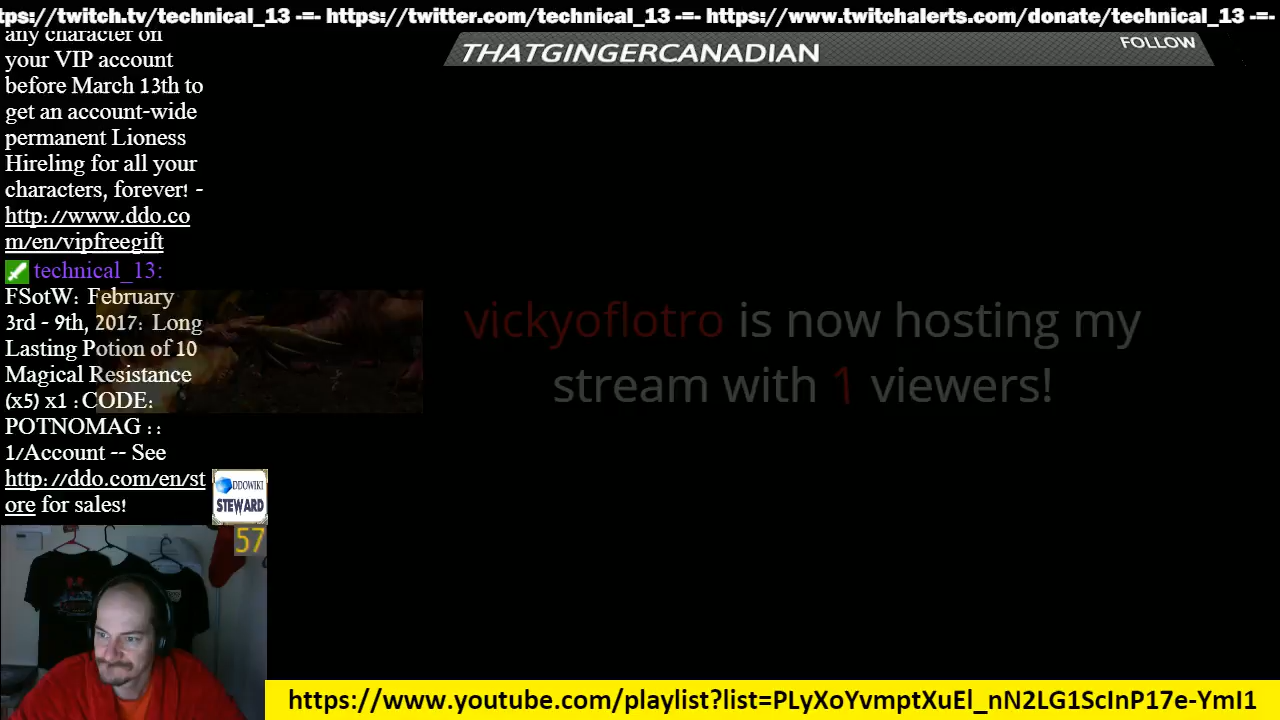 ttps://twitch.tv/technical_13 -=- https://twitter.com/technical_13 -=- https://www.twitchalerts.com/donate/technical_13 -=-
THATGINGERCANADIAN
FOLLOW
any character on
your VIP account
before March 13th to
get an account-wide
permanent Lioness
Hireling for all your
characters, forever! -
http://www.ddo.co
m/en/vipfreegift
technical_13:
FSotW: February
3rd - 9th, 2017: Long
Lasting Potion of 10
Magical Resistance
(x5) x1 :CODE:
POTNOMAG ::
1/Account -- See
http://ddo.com/en/st
ore for sales!
vickyoflotro is now hosting my
stream with 1 viewers!
DDOWIKI
STEWARD
57
https://www.youtube.com/playlist?list=PLyXoYvmptXuEl_nN2LG1ScInP17e-YmI1